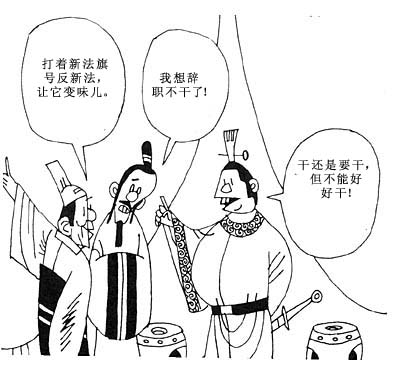 打着新法旗
号反新法,
让它变味儿。
我想辞
职不干了!
干还是要干,
但不能好
好干!